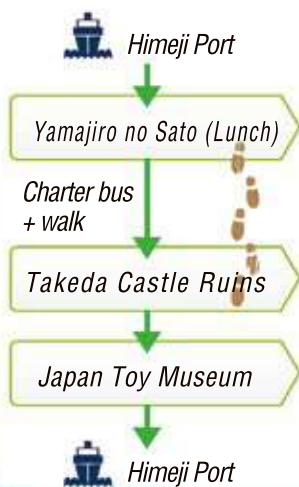 Himeji Port
Yamajiro no Sato (Lunch)
Charter bus
+ walk
Takeda Castle Ruins
Japan Toy Museum
Himeji Port